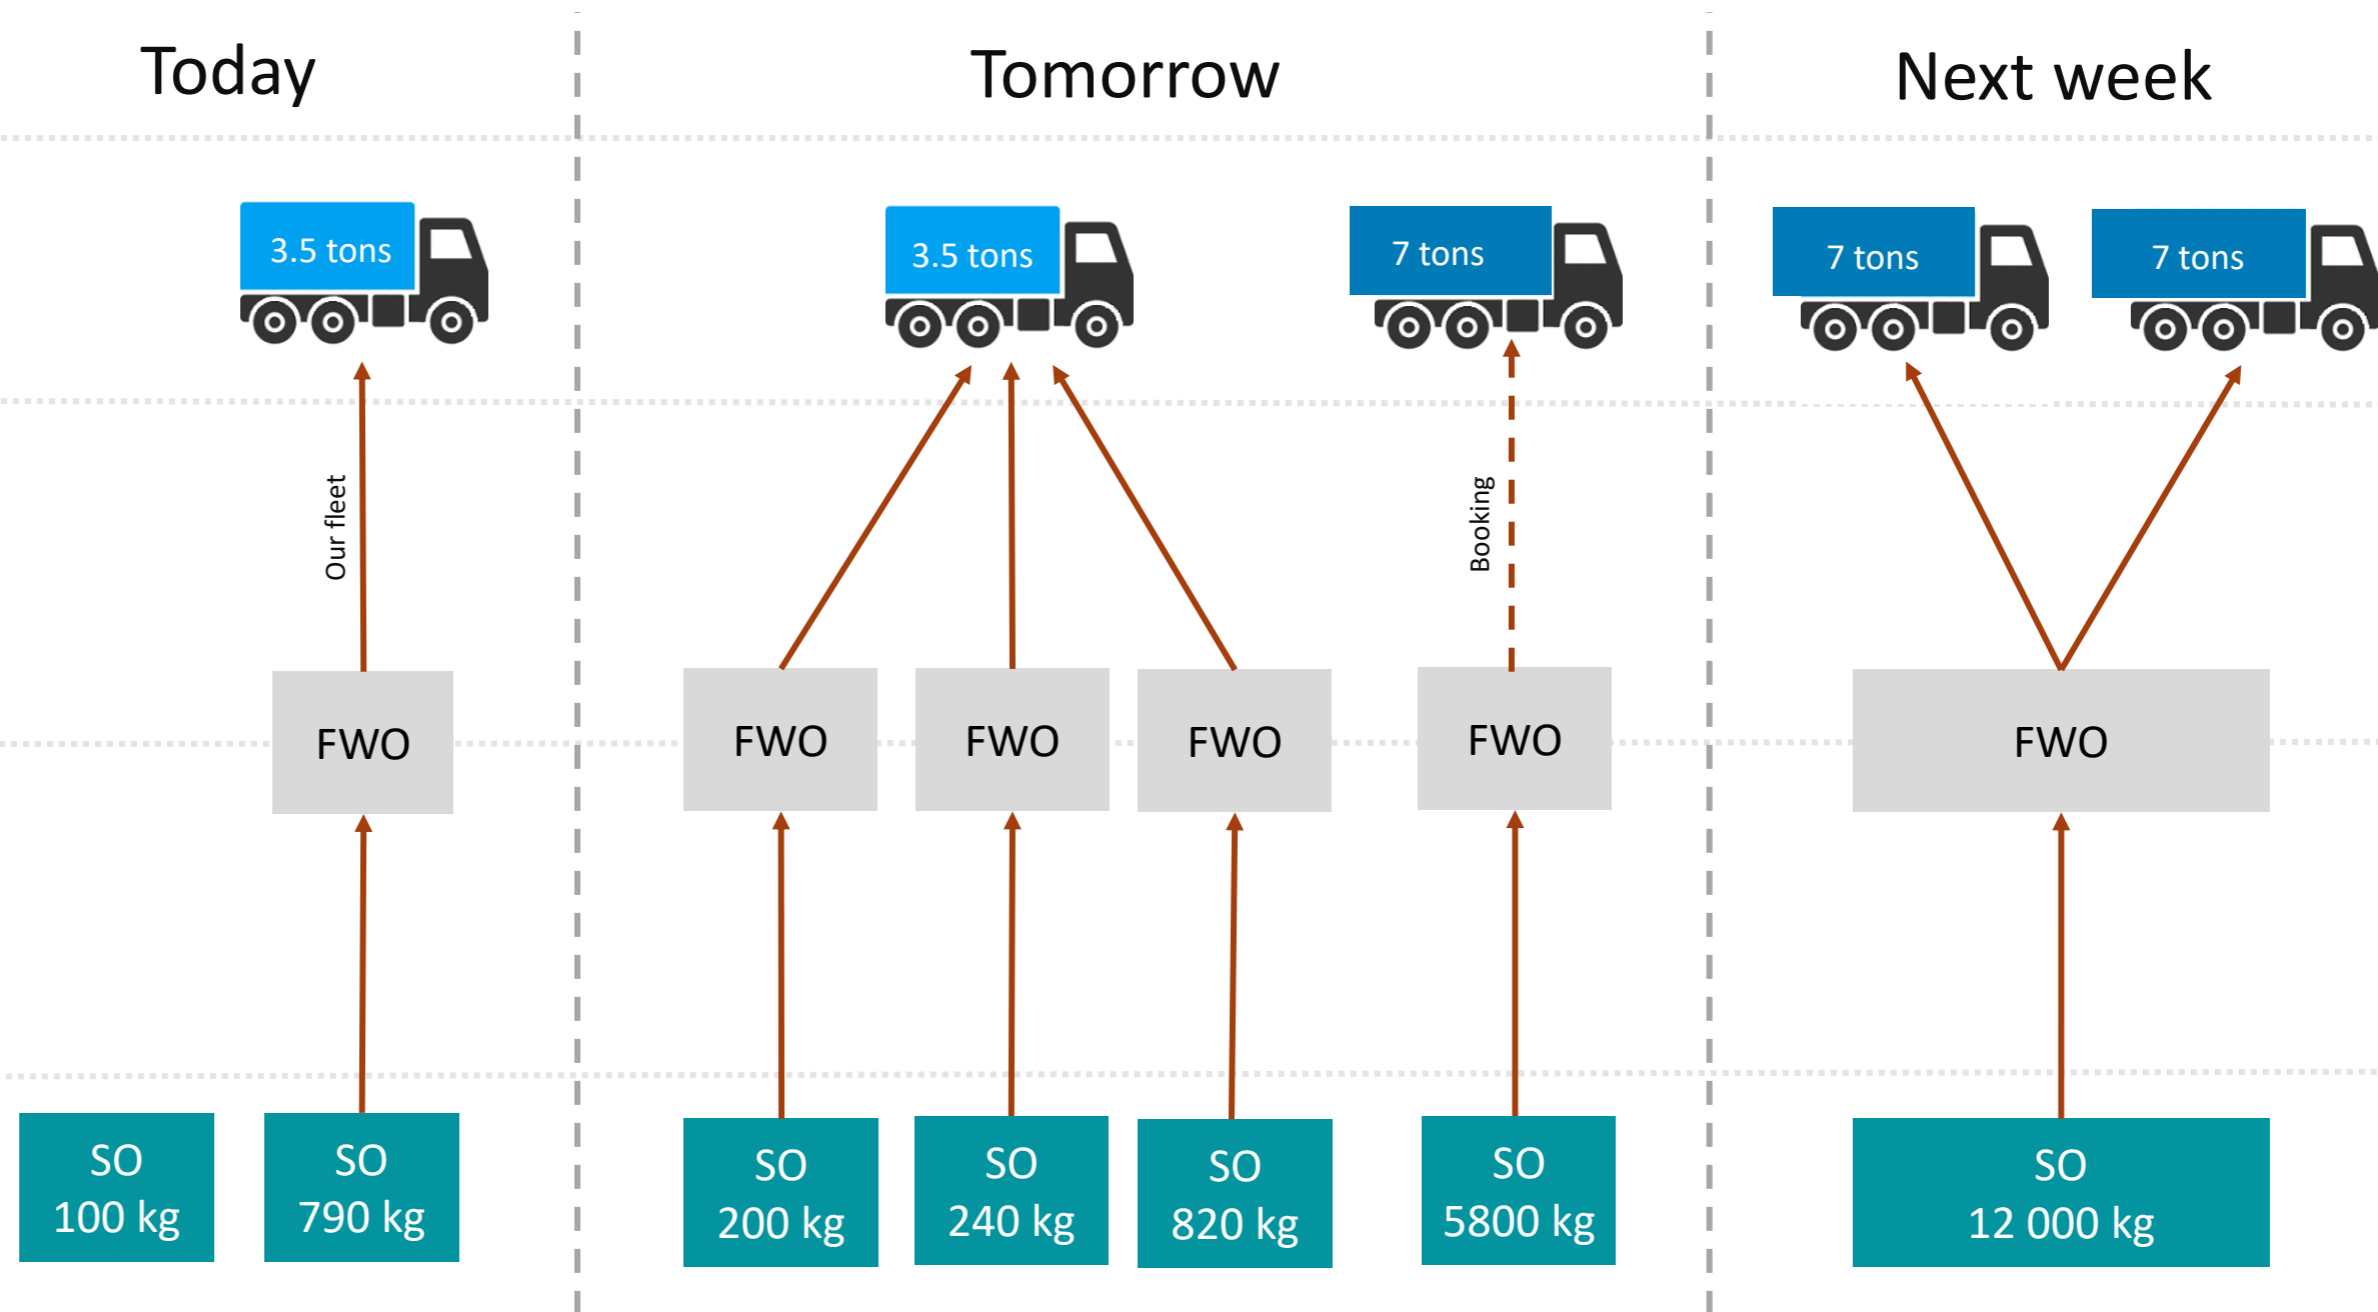 Today
Tomorrow
Next week
3.5 tons
3.5 tons
7 tons
7 tons
7 tons
Our fleet
Booking
FWO
FWO
FWO
FWO
FWO
FWO
SO
100 kg
SO
790 kg
SO
200 kg
SO
240 kg
SO
820 kg
SO
5800 kg
SO
12 000 kg